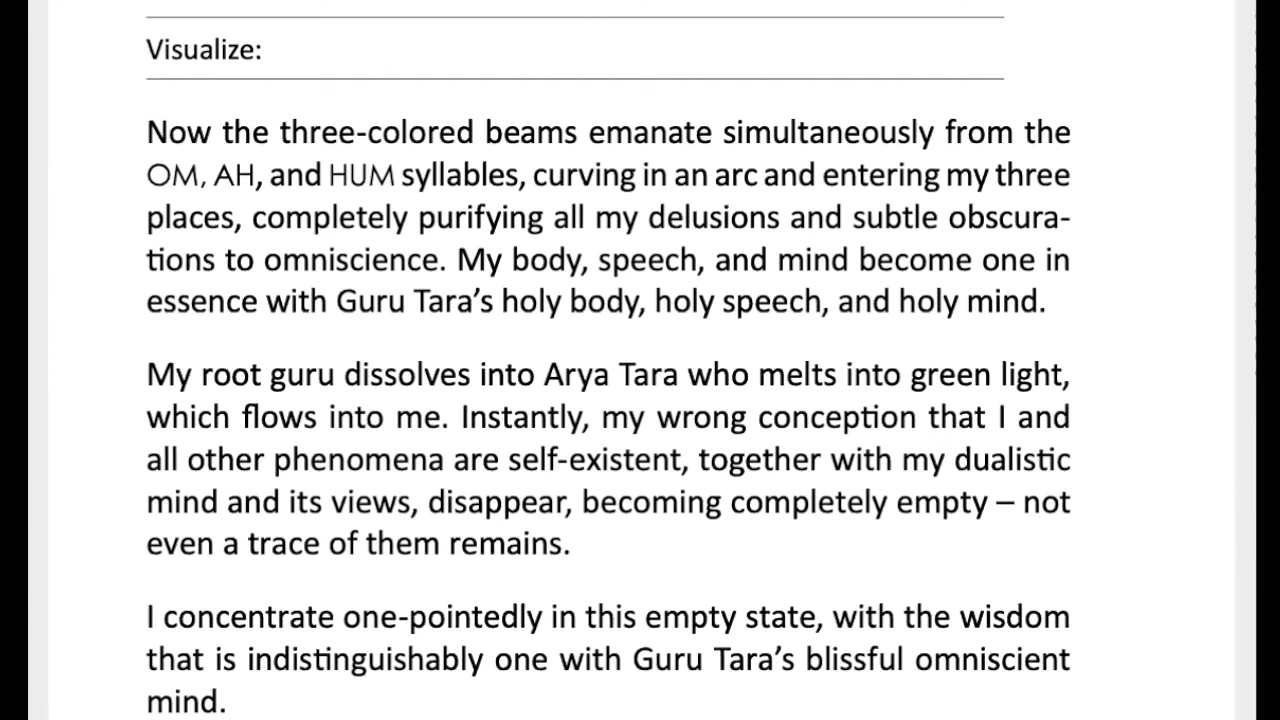 Visualize:
Now the three-colored beams emanate simultaneously from the
OM, AH, and HUM syllables, curving in an arc and entering my three
places, completely purifying all my delusions and subtle obscura-
tions to omniscience. My body, speech, and mind become one in
essence with Guru Tara’s holy body, holy speech, and holy mind.
My root guru dissolves into Arya Tara who melts into green light,
which flows into me. Instantly, my wrong conception that I and
all other phenomena are self-existent, together with my dualistic
mind and its views, disappear, becoming completely empty – not
even a trace of them remains.
I concentrate one-pointedly in this empty state, with the wisdom
that is indistinguishably one with Guru Tara’s blissful omniscient
mind.